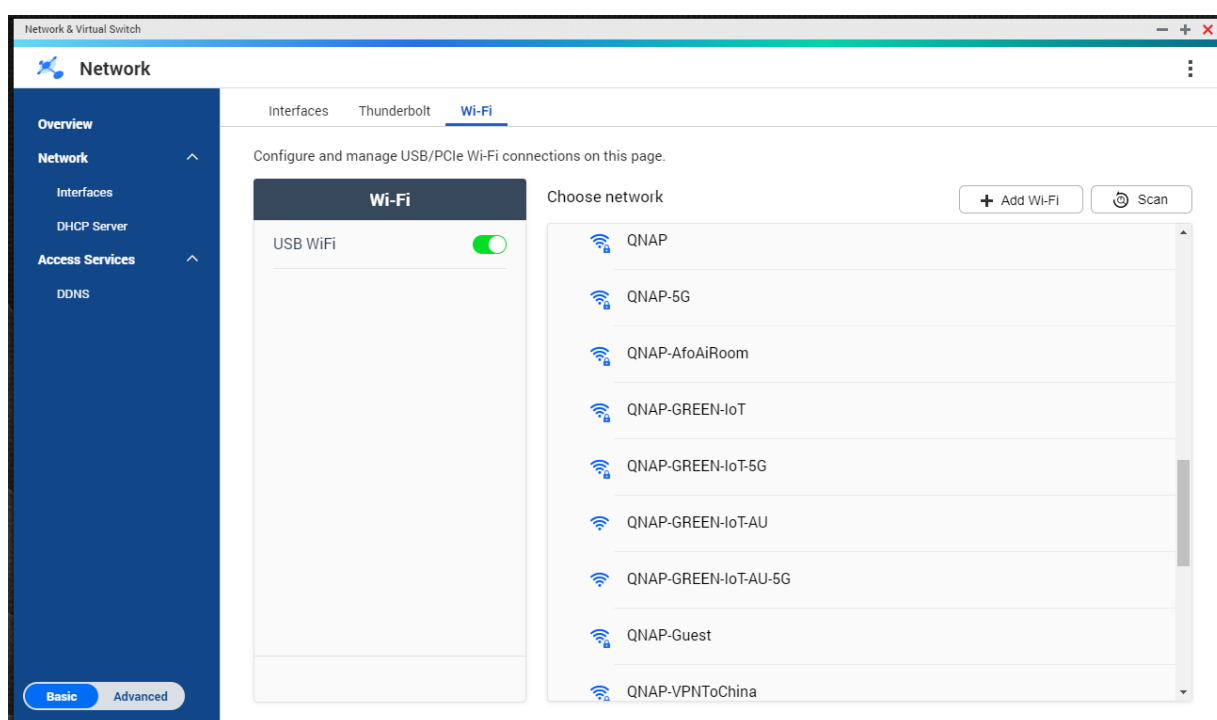 Network & Virtual Switch
Network
Overview
Network
Interfaces
DHCP Server
Access Services
DDNS
Basic
Advanced
Interfaces
Thunderbolt
Wi-Fi
Configure and manage USB/PCIe Wi-Fi connections on this page.
Wi-Fi
USB WiFi
Choose network
+ Add Wi-Fi
Scan
QNAP
QNAP-5G
QNAP-AfoAiRoom
QNAP-GREEN-IoT
QNAP-GREEN-IoT-5G
QNAP-GREEN-IoT-AU
QNAP-GREEN-IoT-AU-5G
QNAP-Guest
QNAP-VPNToChina